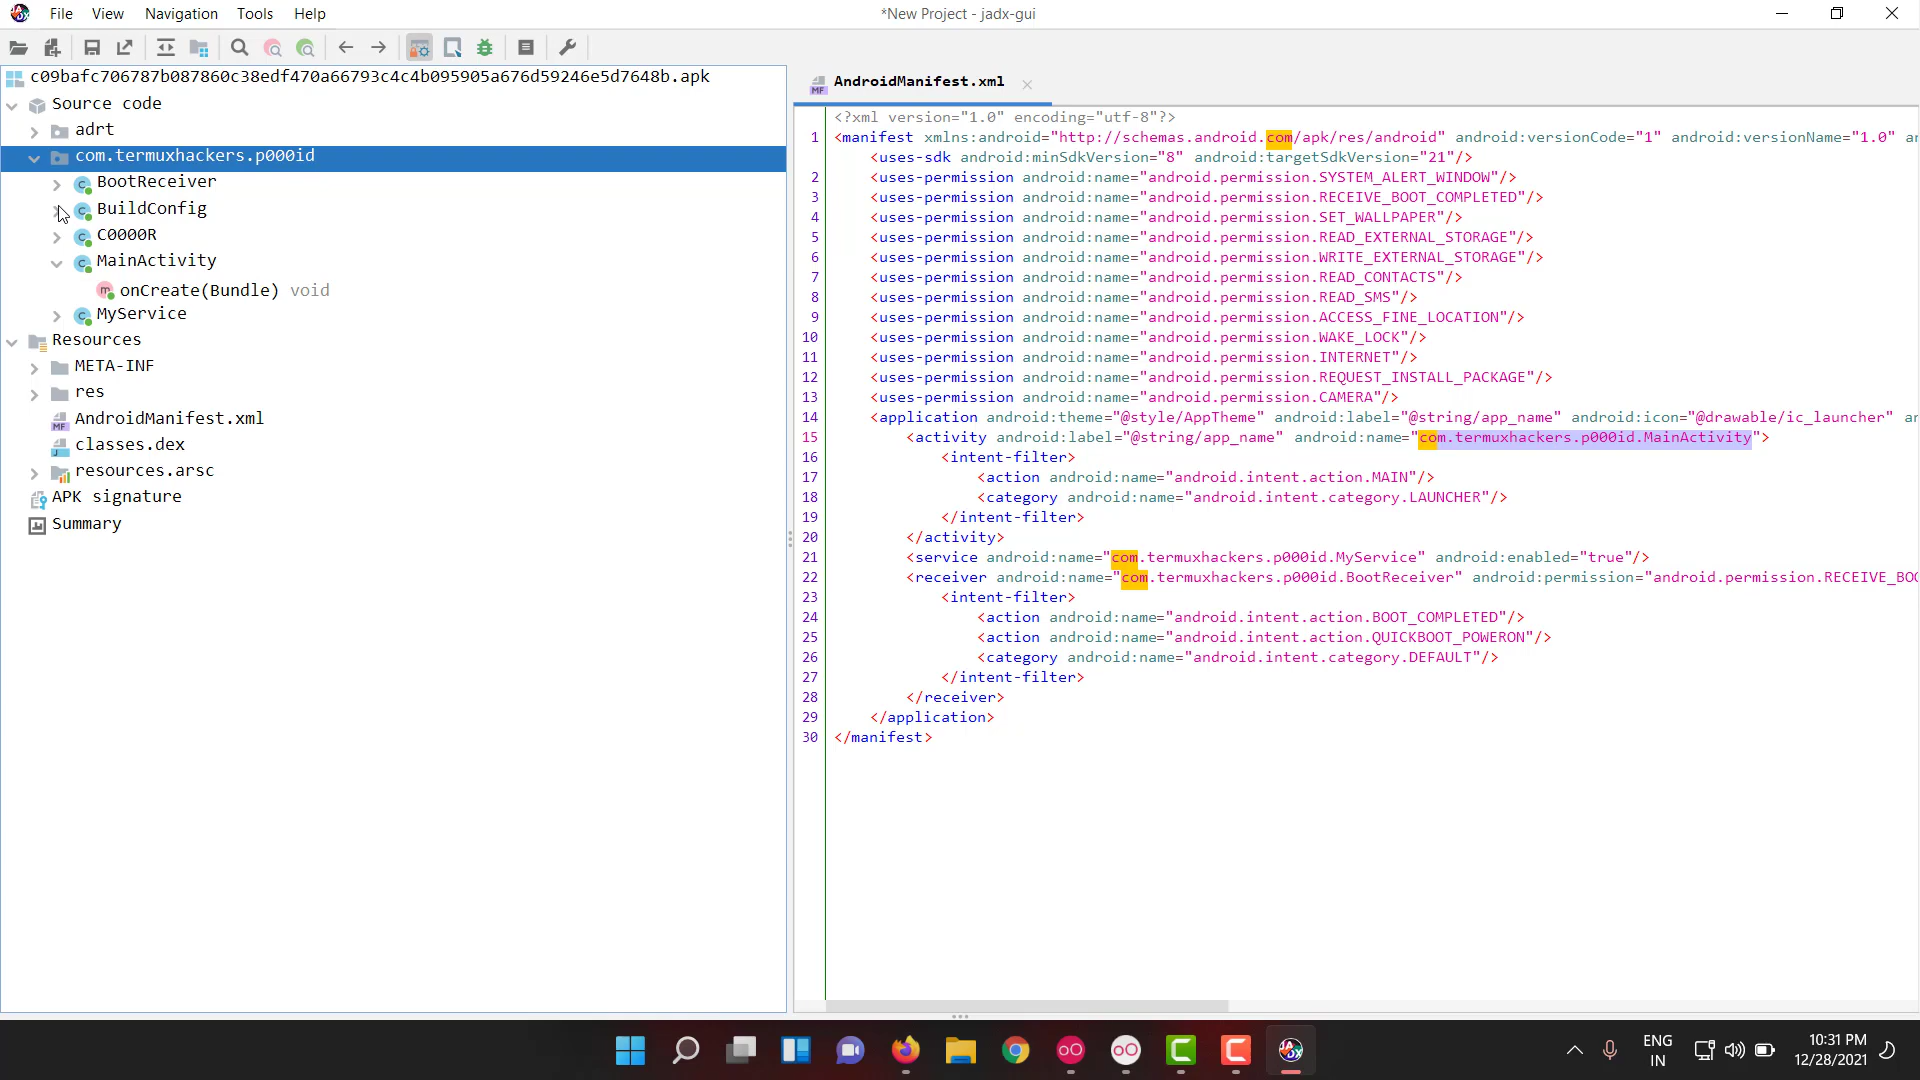 File View Navigation Tools Help
*New Project - jadx-gui
c09bafc706787b087860c38edf470a66793c4c4b095905a676d59246e5d7648b.apk
Source code
adrt
com.termuxhackers.p000id
BootReceiver
BuildConfig
C0000R
MainActivity
onCreate(Bundle) void
MyService
Resources
META-INF
res
AndroidManifest.xml
classes.dex
resources.arsc
APK signature
Summary
AndroidManifest.xml
<?xml version="1.0" encoding="utf-8"?>
1 <manifest xmlns:android="http://schemas.android.com/apk/res/android" android:versionCode="1" android:versionName="1.0" an
<uses-sdk android:minSdkVersion="8" android:targetSdkVersion="21"/>
2 <uses-permission android:name="android.permission.SYSTEM_ALERT_WINDOW"/>
3 <uses-permission android:name="android.permission.RECEIVE_BOOT_COMPLETED"/>
4 <uses-permission android:name="android.permission.SET_WALLPAPER"/>
5 <uses-permission android:name="android.permission.READ_EXTERNAL_STORAGE"/>
6 <uses-permission android:name="android.permission.WRITE_EXTERNAL_STORAGE"/>
7 <uses-permission android:name="android.permission.READ_CONTACTS"/>
8 <uses-permission android:name="android.permission.READ_SMS"/>
9 <uses-permission android:name="android.permission.ACCESS_FINE_LOCATION"/>
10 <uses-permission android:name="android.permission.WAKE_LOCK"/>
11 <uses-permission android:name="android.permission.INTERNET"/>
12 <uses-permission android:name="android.permission.REQUEST_INSTALL_PACKAGE"/>
13 <uses-permission android:name="android.permission.CAMERA"/>
14 <application android:theme="@style/AppTheme" android:label="@string/app_name" android:icon="@drawable/ic_launcher" an
15 <activity android:label="@string/app_name" android:name="com.termuxhackers.p000id.MainActivity">
16 <intent-filter>
17 <action android:name="android.intent.action.MAIN"/>
18 <category android:name="android.intent.category.LAUNCHER"/>
19 </intent-filter>
20 </activity>
21 <service android:name="com.termuxhackers.p000id.MyService" android:enabled="true"/>
22 <receiver android:name="com.termuxhackers.p000id.BootReceiver" android:permission="android.permission.RECEIVE_BOO
23 <intent-filter>
24 <action android:name="android.intent.action.BOOT_COMPLETED"/>
25 <action android:name="android.intent.action.QUICKBOOT_POWERON"/>
26 <category android:name="android.intent.category.DEFAULT"/>
27 </intent-filter>
28 </receiver>
29 </application>
30 </manifest>
ENG
IN
10:31 PM
12/28/2021